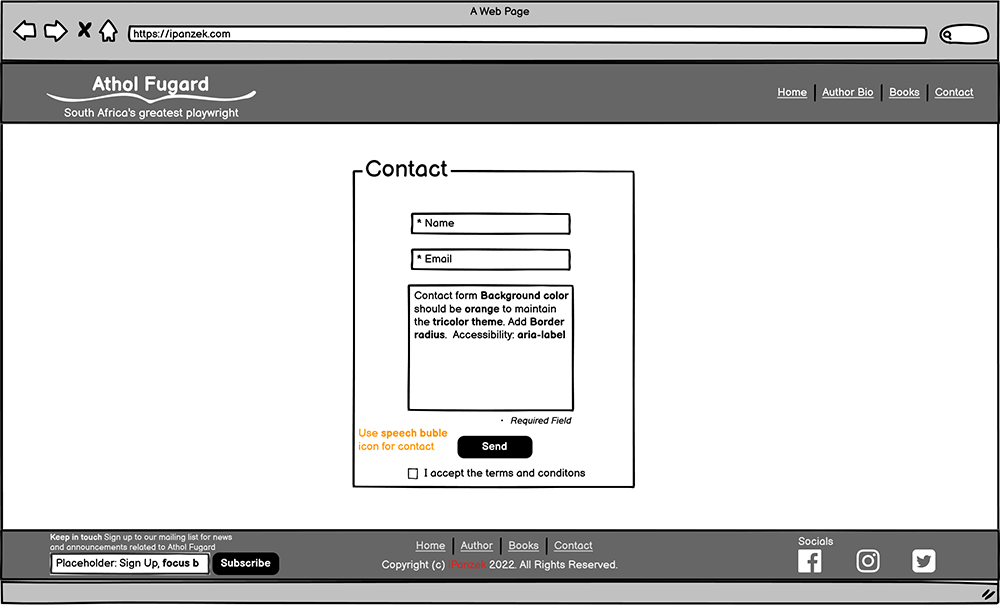 A Web Page
https://ipanzek.com
Athol Fugard
South Africa's greatest playwright
Home Author Bio Books Contact
Contact
* Name
* Email
Contact form Background color
should be orange to maintain
the tricolor theme. Add Border
radius. Accessibility: aria-label
• Required Field
Use speech buble
icon for contact
Send
I accept the terms and conditons
Keep in touch Sign up to our mailing list for news
and announcements related to Athol Fugard
Placeholder: Sign Up, focus b
Subscribe
Home Author Books Contact
Copyright (c) iPanzek 2022. All Rights Reserved.
Socials